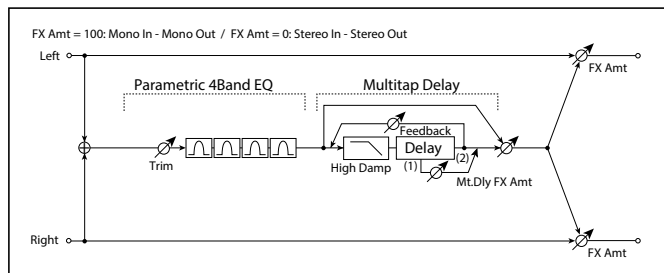 FX Amt = 100: Mono In - Mono Out / FX Amt = 0: Stereo In - Stereo Out
Left
FX Amt
Parametric 4Band EQ
Multitap Delay
Feedback
Trim
High Damp
Delay
(1)
(2)
Mt.Dly FX Amt
Right
FX Amt